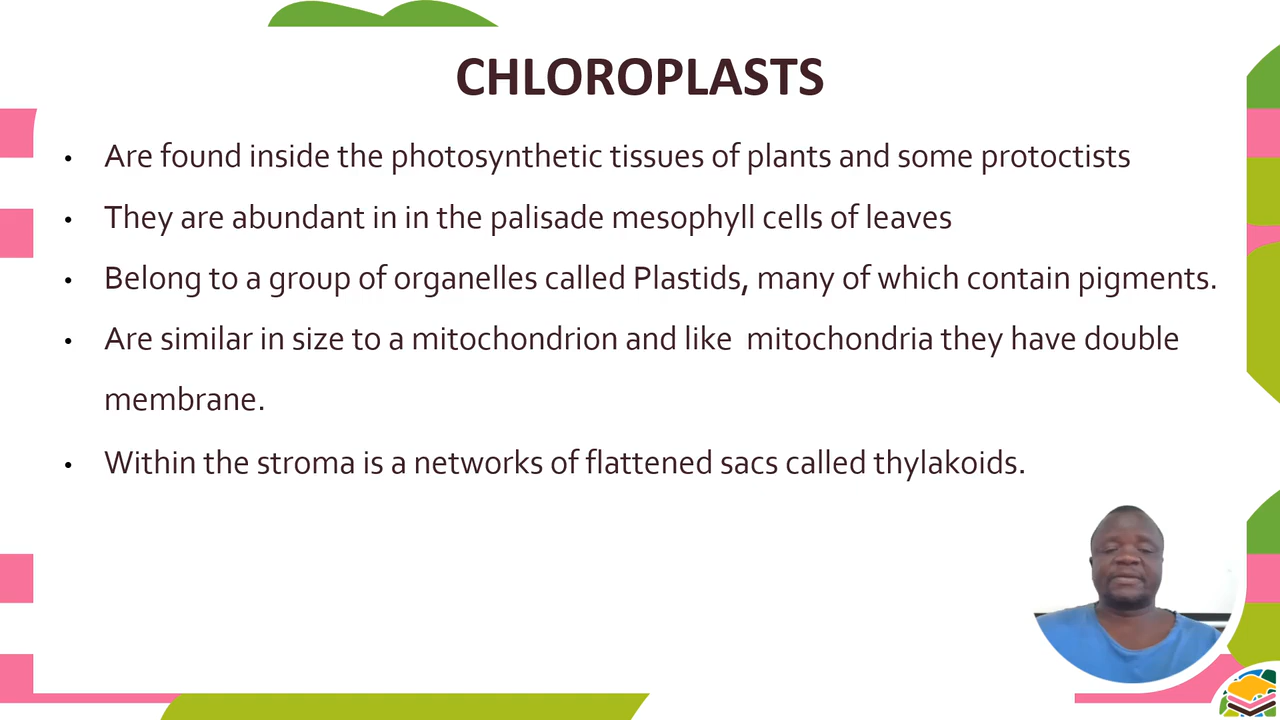 CHLOROPLASTS
• Are found inside the photosynthetic tissues of plants and some protoctists
• They are abundant in in the palisade mesophyll cells of leaves
• Belong to a group of organelles called Plastids, many of which contain pigments.
• Are similar in size to a mitochondrion and like  mitochondria they have double
membrane.
• Within the stroma is a networks of flattened sacs called thylakoids.